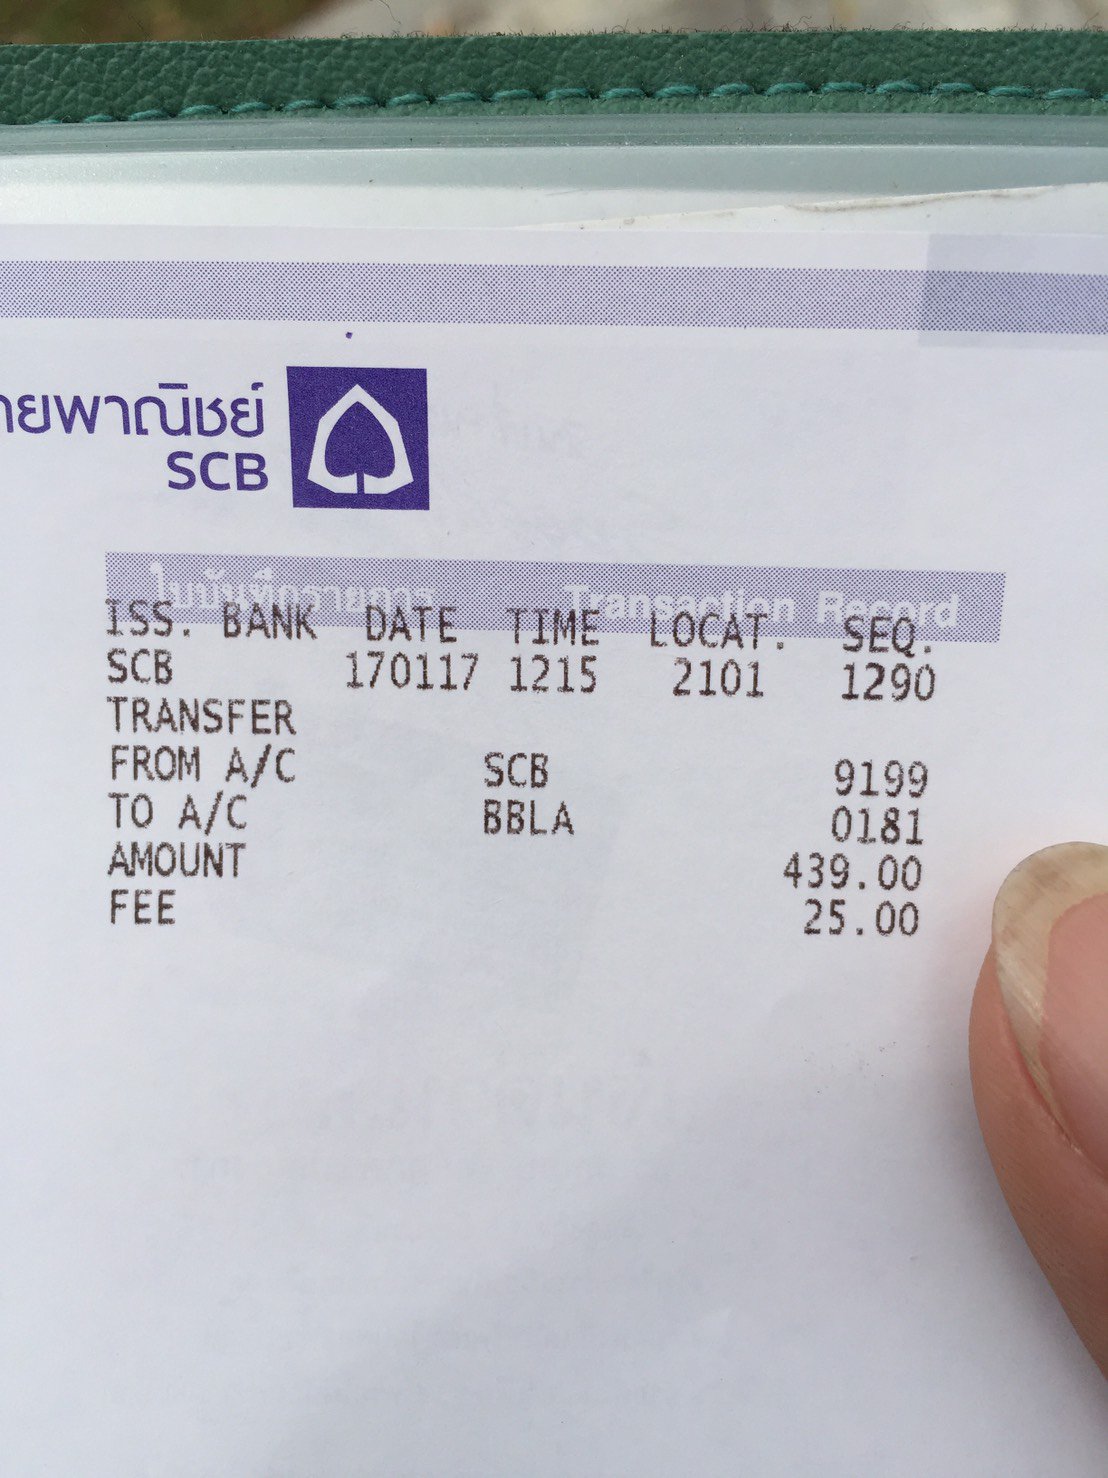 ยพาณิชย์
SCB
ใบบันทึกรายการ Transaction Record
ISS. BANK DATE TIME LOCAT. SEQ.
SCB 170117 1215 2101 1290
TRANSFER
FROM A/C SCB 9199
TO A/C BBLA 0181
AMOUNT 439.00
FEE 25.00